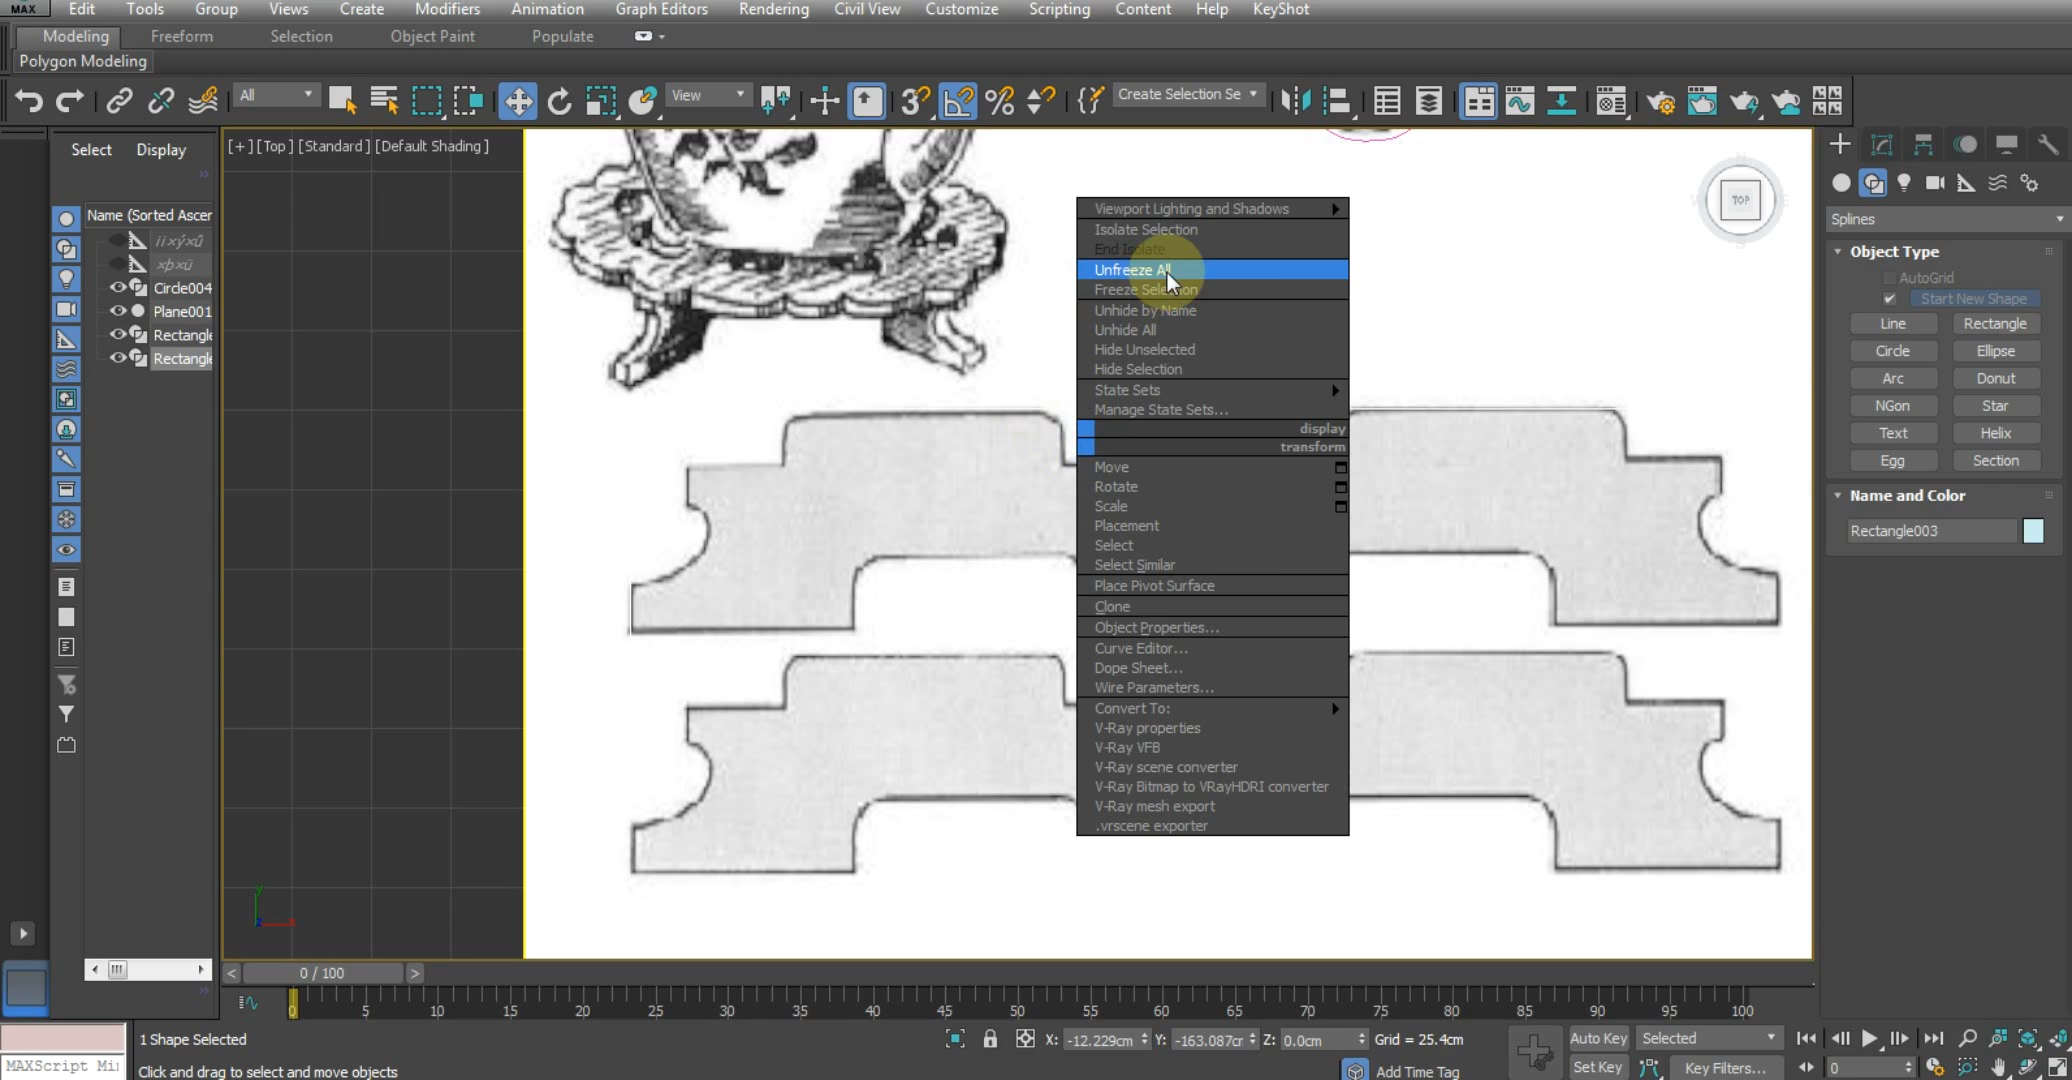 MAX Edit Tools Group Views Create Modifiers Animation Graph Editors Rendering Civil View Customize Scripting Content Help KeyShot
Modeling Freeform Selection Object Paint Populate
Polygon Modeling
All View Create Selection Se
Select Display
[+] [Top] [Standard] [Default Shading]
Name (Sorted Ascer
Circle004
Plane001
Rectangle
Rectangle
Viewport Lighting and Shadows
Isolate Selection
End Isolate
Unfreeze All
Freeze Selection
Unhide by Name
Unhide All
Hide Unselected
Hide Selection
State Sets
Manage State Sets...
display
transform
Move
Rotate
Scale
Placement
Select
Select Similar
Place Pivot Surface
Clone
Object Properties...
Curve Editor...
Dope Sheet...
Wire Parameters...
Convert To:
V-Ray properties
V-Ray VFB
V-Ray scene converter
V-Ray Bitmap to VRayHDRI converter
V-Ray mesh export
.vrscene exporter
TOP
Splines
Object Type
AutoGrid
Start New Shape
Line Rectangle
Circle Ellipse
Arc Donut
NGon Star
Text Helix
Egg Section
Name and Color
Rectangle003
< 0 / 100 >
0 5 10 15 20 25 30 35 40 45 50 55 60 65 70 75 80 85 90 95 100
1 Shape Selected
X: -12.229cm Y: -163.087cr Z: 0.0cm Grid = 25.4cm
Auto Key Selected
MAXScript Mi
Click and drag to select and move objects
Add Time Tag
Set Key Key Filters... 0